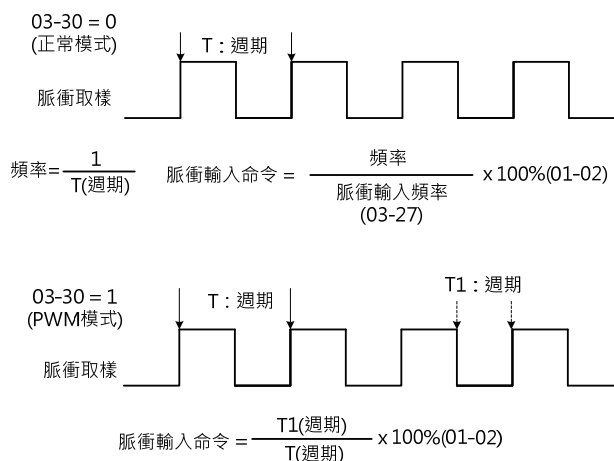 03-30 = 0
(正常模式)
T：週期
脈衝取樣
頻率= 1 / T(週期)
脈衝輸入命令 = 頻率 / 脈衝輸入頻率 (03-27) x 100%(01-02)
03-30 = 1
(PWM模式)
T：週期
T1：週期
脈衝取樣
脈衝輸入命令 = T1(週期) / T(週期) x 100%(01-02)